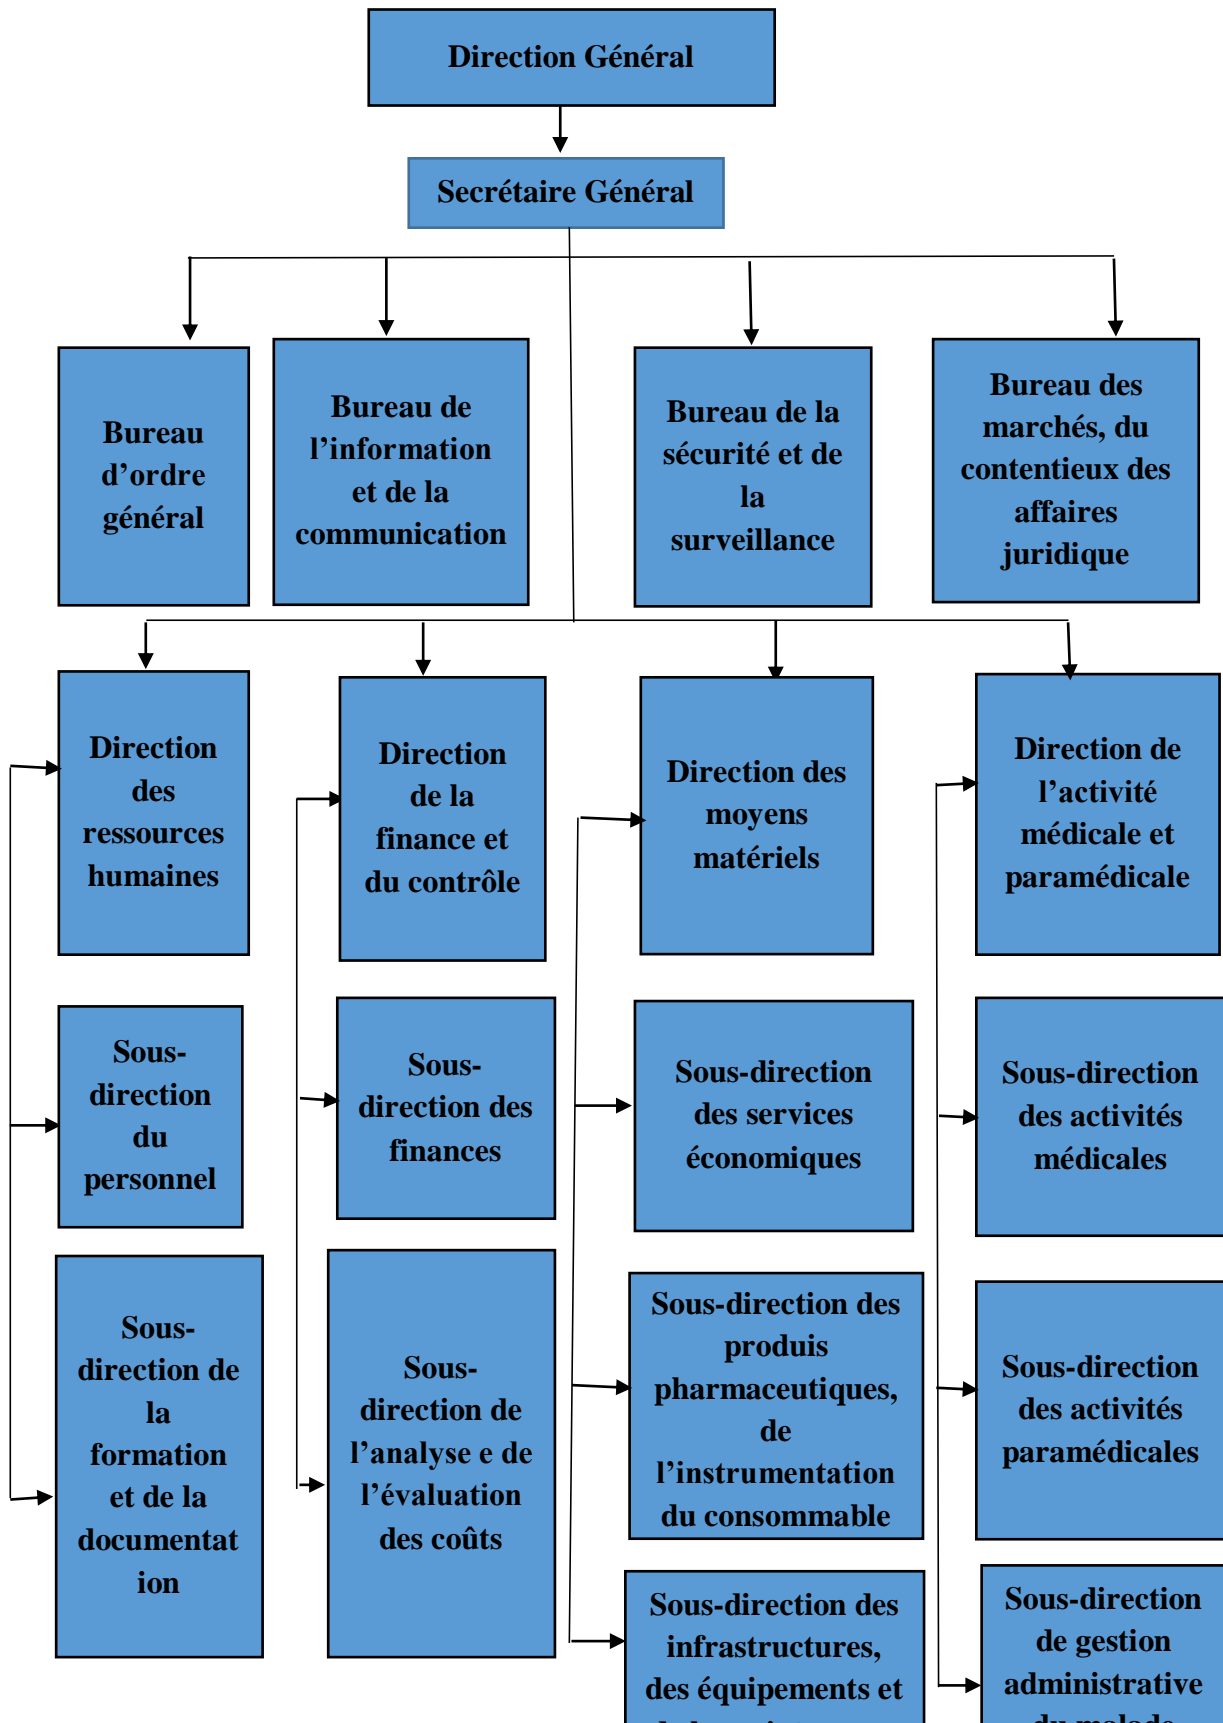 Direction Général
Secrétaire Général
Bureau
d’ordre
général
Bureau de
l’information
et de la
communication
Bureau de la
sécurité et de
la
surveillance
Bureau des
marchés, du
contentieux des
affaires
juridique
Direction
des
ressources
humaines
Direction
de la
finance et
du contrôle
Direction des
moyens
matériels
Direction de
l’activité
médicale et
paramédicale
Sous-
direction
du
personnel
Sous-
direction des
finances
Sous-direction
des services
économiques
Sous-direction
des activités
médicales
Sous-
direction de
la
formation
et de la
documentat
ion
Sous-
direction de
l’analyse e de
l’évaluation
des coûts
Sous-direction des
produis
pharmaceutiques,
de
l’instrumentation
du consommable
Sous-direction
des activités
paramédicales
Sous-direction des
infrastructures,
des équipements et
Sous-direction
de gestion
administrative
du malade